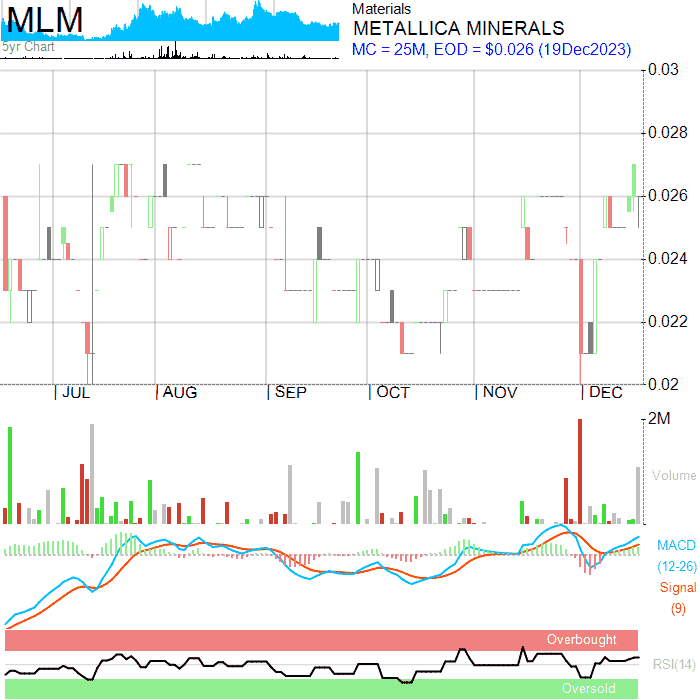 MLM
5yr Chart
Materials
METALLICA MINERALS
MC = 25M, EOD = $0.026 (19Dec2023)
0.03
0.028
0.026
0.024
0.022
0.02
JUL
AUG
SEP
OCT
NOV
DEC
2M
Volume
MACD
(12-26)
Signal
(9)
Overbought
RSI(14)
Oversold